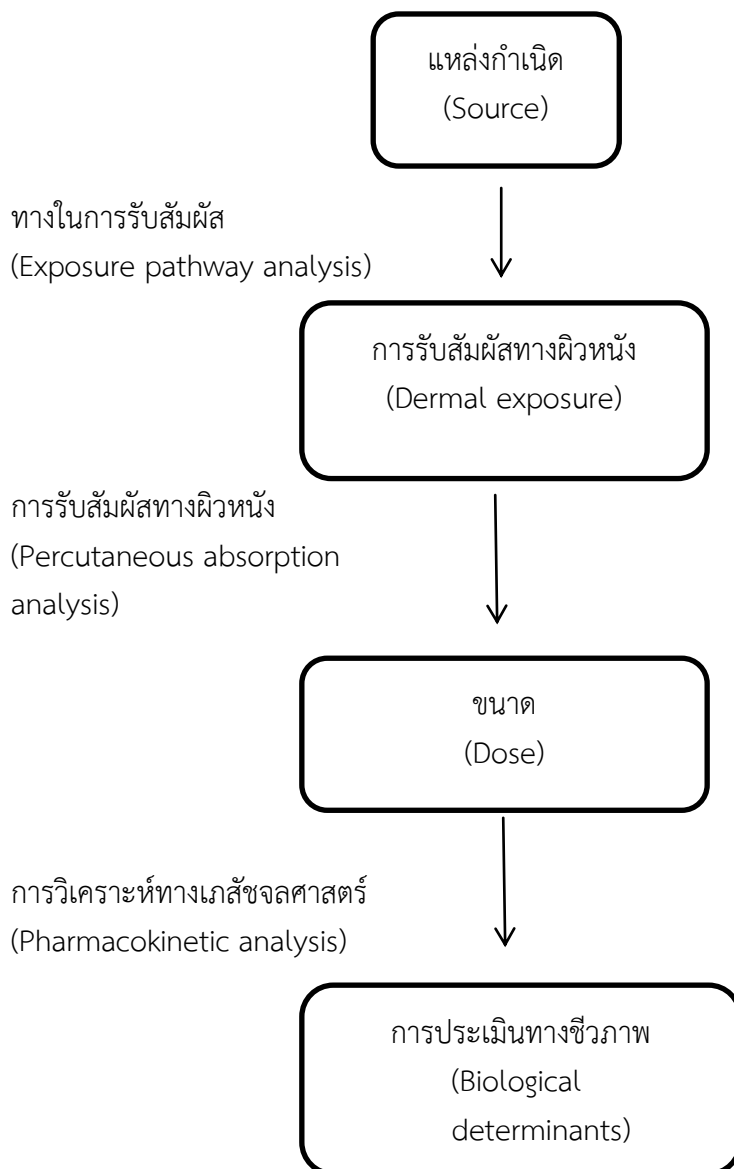 แหล่งกำเนิด
(Source)
ทางในการรับสัมผัส
(Exposure pathway analysis)
การรับสัมผัสทางผิวหนัง
(Dermal exposure)
การรับสัมผัสทางผิวหนัง
(Percutaneous absorption
analysis)
ขนาด
(Dose)
การวิเคราะห์ทางเภสัชจลศาสตร์
(Pharmacokinetic analysis)
การประเมินทางชีวภาพ
(Biological
determinants)